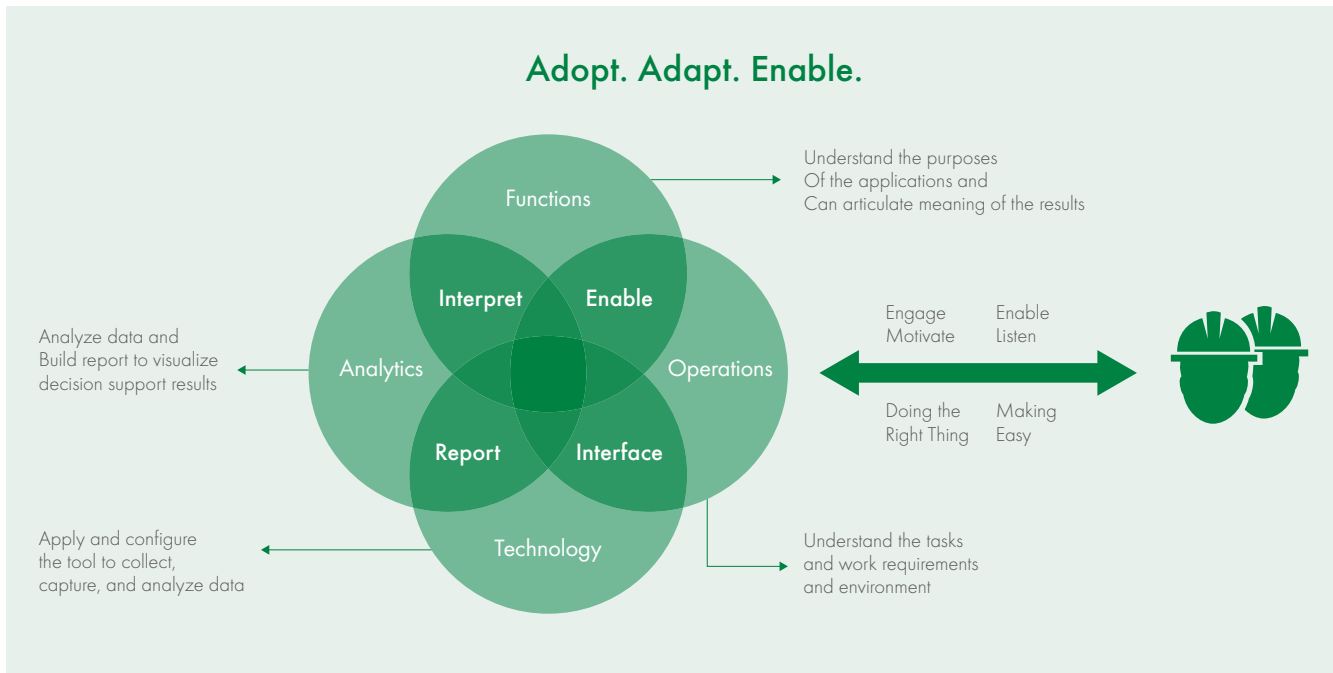 Adopt. Adapt. Enable.
Understand the purposes
Of the applications and
Can articulate meaning of the results
Functions
Interpret
Enable
Analyze data and
Build report to visualize
decision support results
Analytics
Operations
Engage
Motivate
Enable
Listen
Doing the
Right Thing
Making
Easy
Report
Interface
Apply and configure
the tool to collect,
capture, and analyze data
Technology
Understand the tasks
and work requirements
and environment